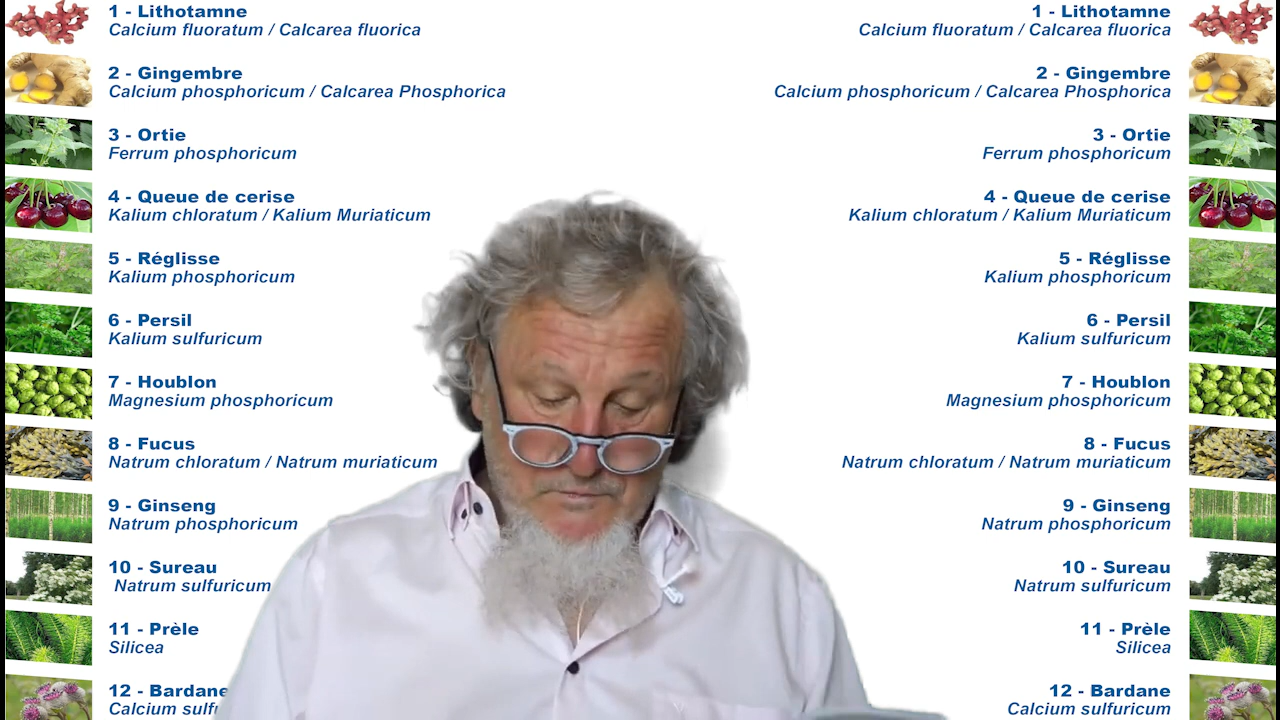 1 - Lithotamne
Calcium fluoratum / Calcarea fluorica
2 - Gingembre
Calcium phosphoricum / Calcarea Phosphorica
3 - Ortie
Ferrum phosphoricum
4 - Queue de cerise
Kalium chloratum / Kalium Muriaticum
5 - Réglisse
Kalium phosphoricum
6 - Persil
Kalium sulfuricum
7 - Houblon
Magnesium phosphoricum
8 - Fucus
Natrum chloratum / Natrum muriaticum
9 - Ginseng
Natrum phosphoricum
10 - Sureau
Natrum sulfuricum
11 - Prèle
Silicea
12 - Bardane
Calcium sulf
1 - Lithotamne
Calcium fluoratum / Calcarea fluorica
2 - Gingembre
Calcium phosphoricum / Calcarea Phosphorica
3 - Ortie
Ferrum phosphoricum
4 - Queue de cerise
Kalium chloratum / Kalium Muriaticum
5 - Réglisse
Kalium phosphoricum
6 - Persil
Kalium sulfuricum
7 - Houblon
Magnesium phosphoricum
8 - Fucus
Natrum chloratum / Natrum muriaticum
9 - Ginseng
Natrum phosphoricum
10 - Sureau
Natrum sulfuricum
11 - Prèle
Silicea
12 - Bardane
Calcium sulfuricum